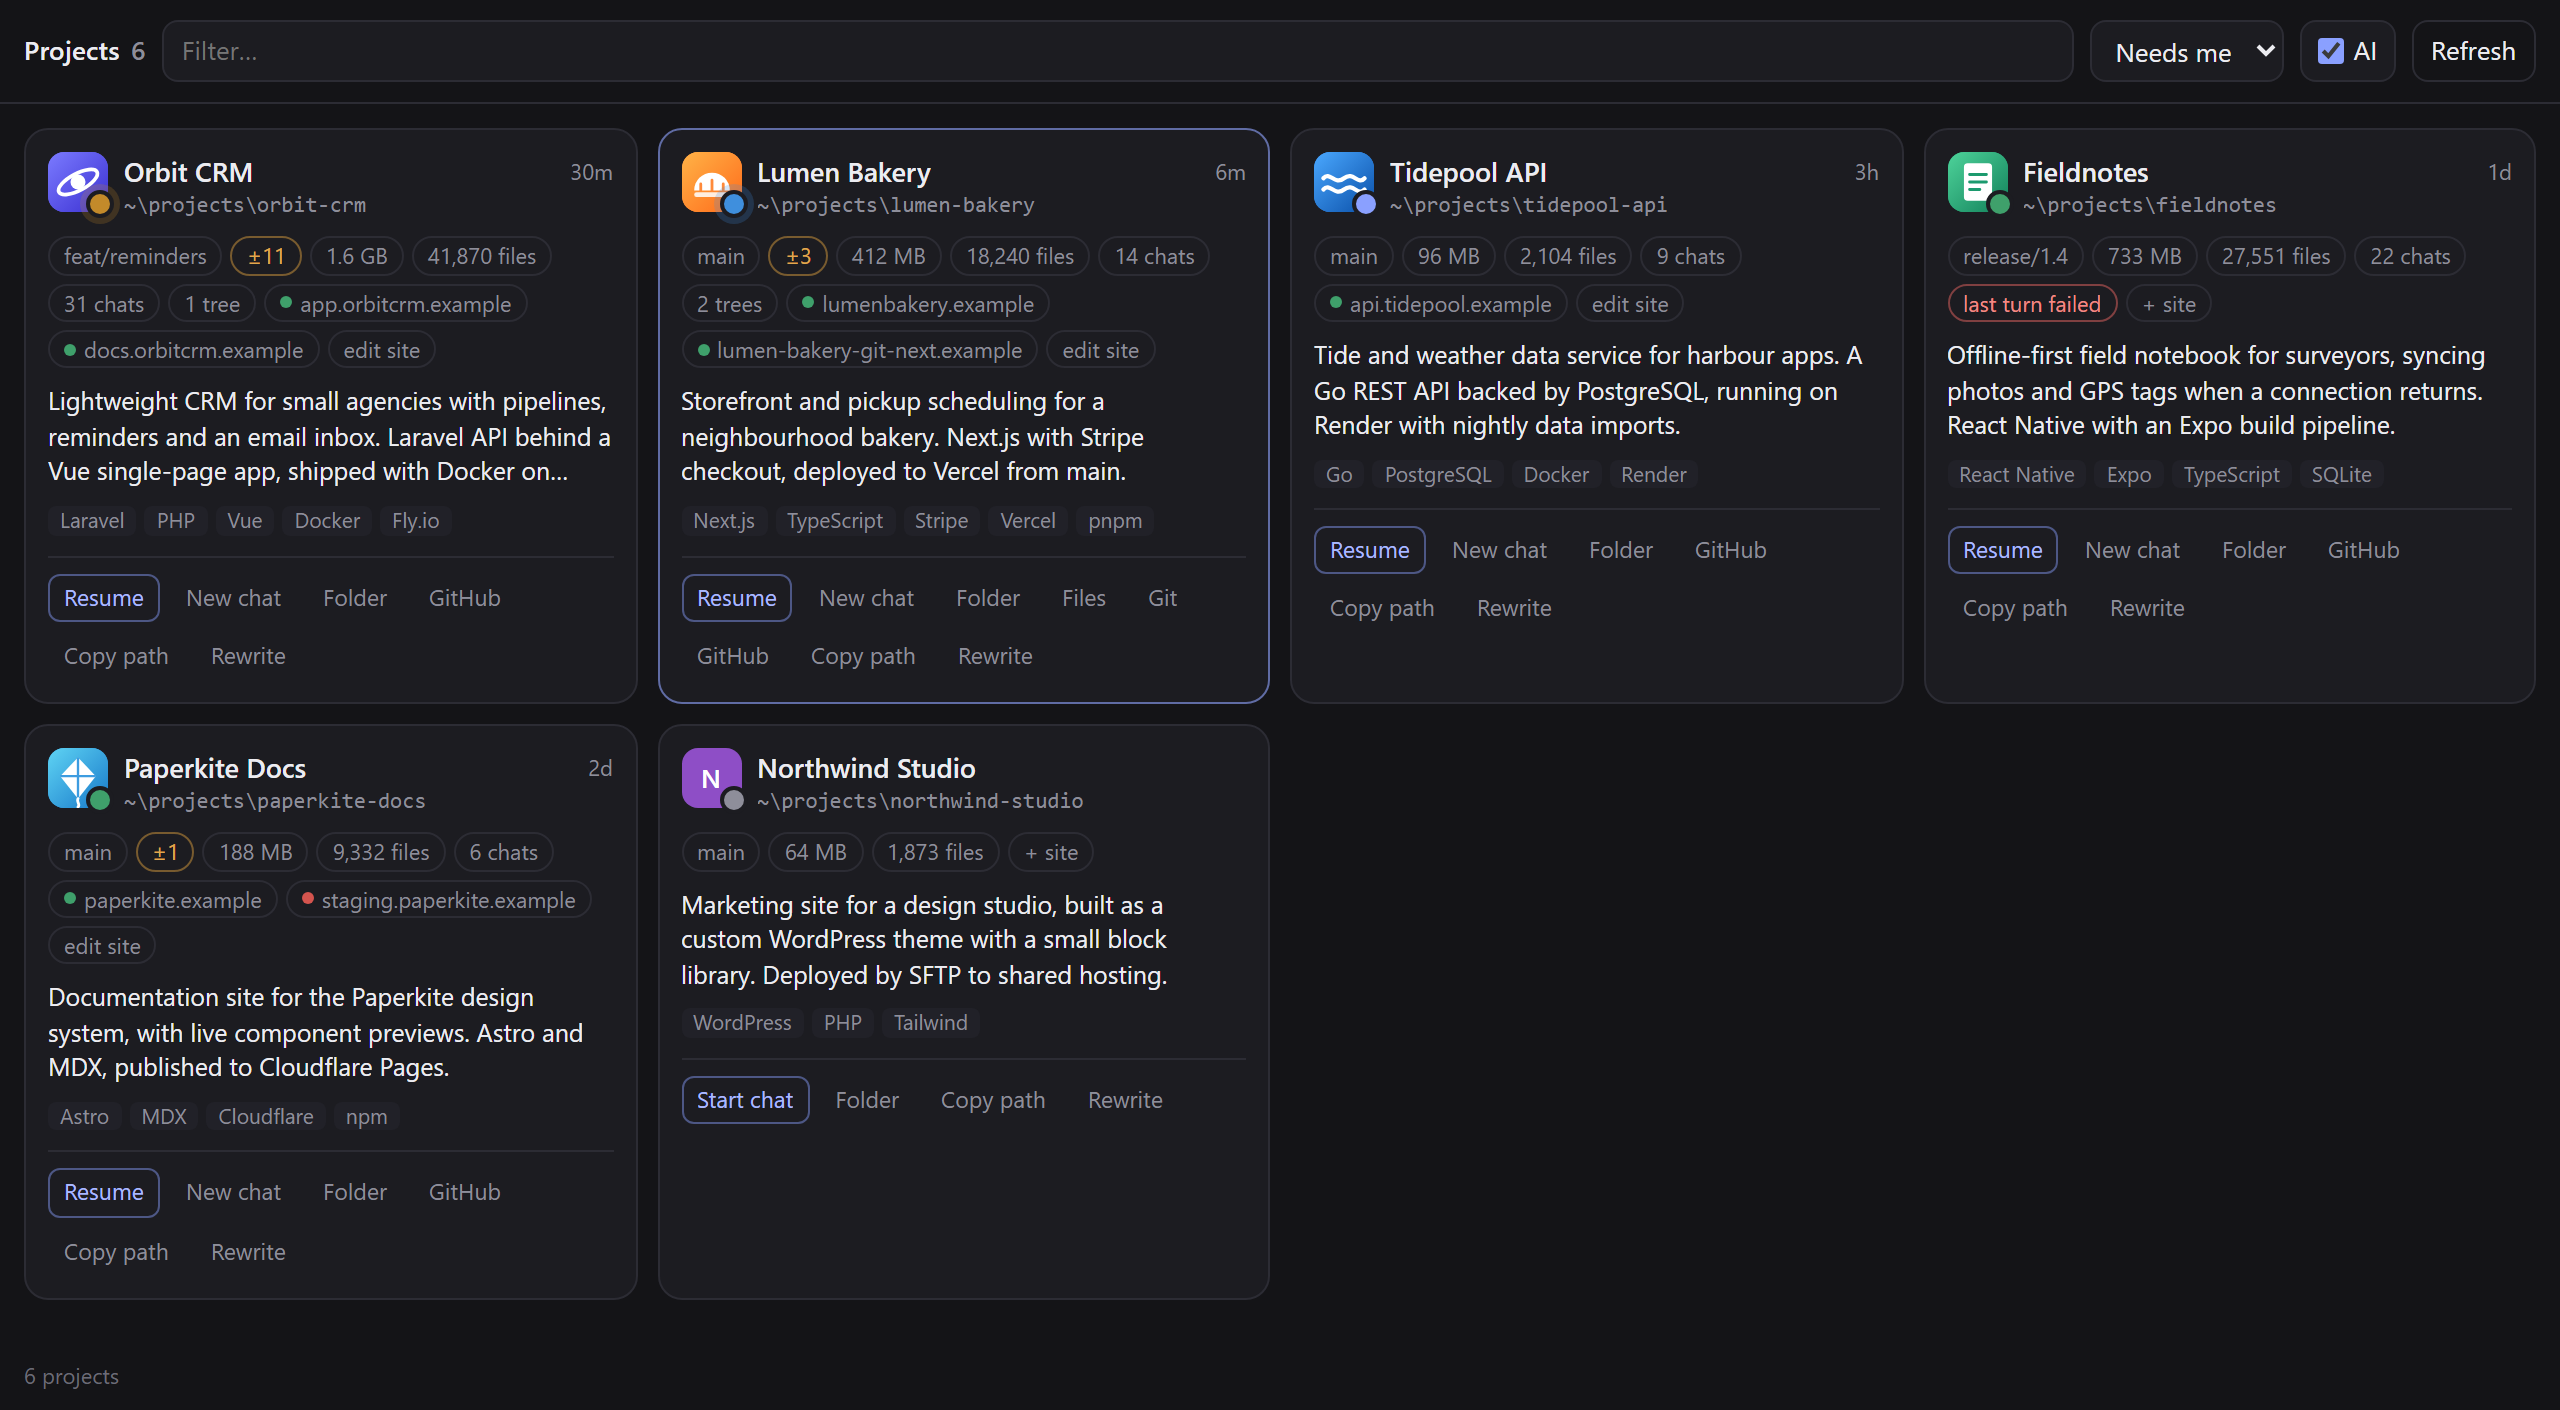 Projects 6 Filter... Needs me AI Refresh
Orbit CRM 30m
~\projects\orbit-crm
feat/reminders ±11 1.6 GB 41,870 files
31 chats 1 tree app.orbitcrm.example
docs.orbitcrm.example edit site
Lightweight CRM for small agencies with pipelines,
reminders and an email inbox. Laravel API behind a
Vue single-page app, shipped with Docker on...
Laravel PHP Vue Docker Fly.io
Resume New chat Folder GitHub
Copy path Rewrite
Lumen Bakery 6m
~\projects\lumen-bakery
main ±3 412 MB 18,240 files 14 chats
2 trees lumenbakery.example
lumen-bakery-git-next.example edit site
Storefront and pickup scheduling for a
neighbourhood bakery. Next.js with Stripe
checkout, deployed to Vercel from main.
Next.js TypeScript Stripe Vercel pnpm
Resume New chat Folder Files Git
GitHub Copy path Rewrite
Tidepool API 3h
~\projects\tidepool-api
main 96 MB 2,104 files 9 chats
api.tidepool.example edit site
Tide and weather data service for harbour apps. A
Go REST API backed by PostgreSQL, running on
Render with nightly data imports.
Go PostgreSQL Docker Render
Resume New chat Folder GitHub
Copy path Rewrite
Fieldnotes 1d
~\projects\fieldnotes
release/1.4 733 MB 27,551 files 22 chats
last turn failed + site
Offline-first field notebook for surveyors, syncing
photos and GPS tags when a connection returns.
React Native with an Expo build pipeline.
React Native Expo TypeScript SQLite
Resume New chat Folder GitHub
Copy path Rewrite
Paperkite Docs 2d
~\projects\paperkite-docs
main ±1 188 MB 9,332 files 6 chats
paperkite.example staging.paperkite.example
edit site
Documentation site for the Paperkite design
system, with live component previews. Astro and
MDX, published to Cloudflare Pages.
Astro MDX Cloudflare npm
Resume New chat Folder GitHub
Copy path Rewrite
N Northwind Studio
~\projects\northwind-studio
main 64 MB 1,873 files + site
Marketing site for a design studio, built as a
custom WordPress theme with a small block
library. Deployed by SFTP to shared hosting.
WordPress PHP Tailwind
Start chat Folder Copy path Rewrite
6 projects